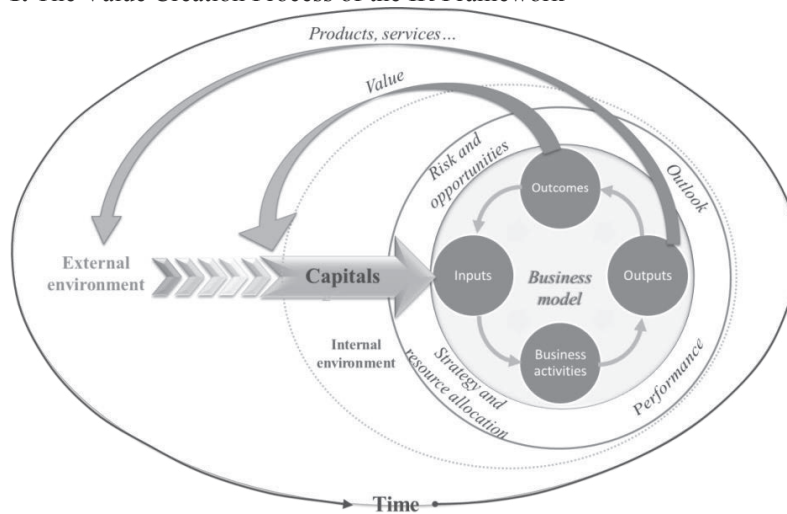 1. The Value Creation Process of the IR Framework
Products, services…
Value
Risk and
opportunities
Outlook
Outcomes
External
environment
Capitals
Inputs
Business
model
Outputs
Internal
environment
Business
activities
Strategy and
resource allocation
Performance
Time